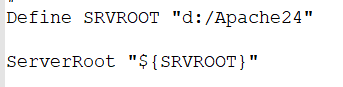 Define SRVROOT "d:/Apache24"
ServerRoot "${SRVROOT}"